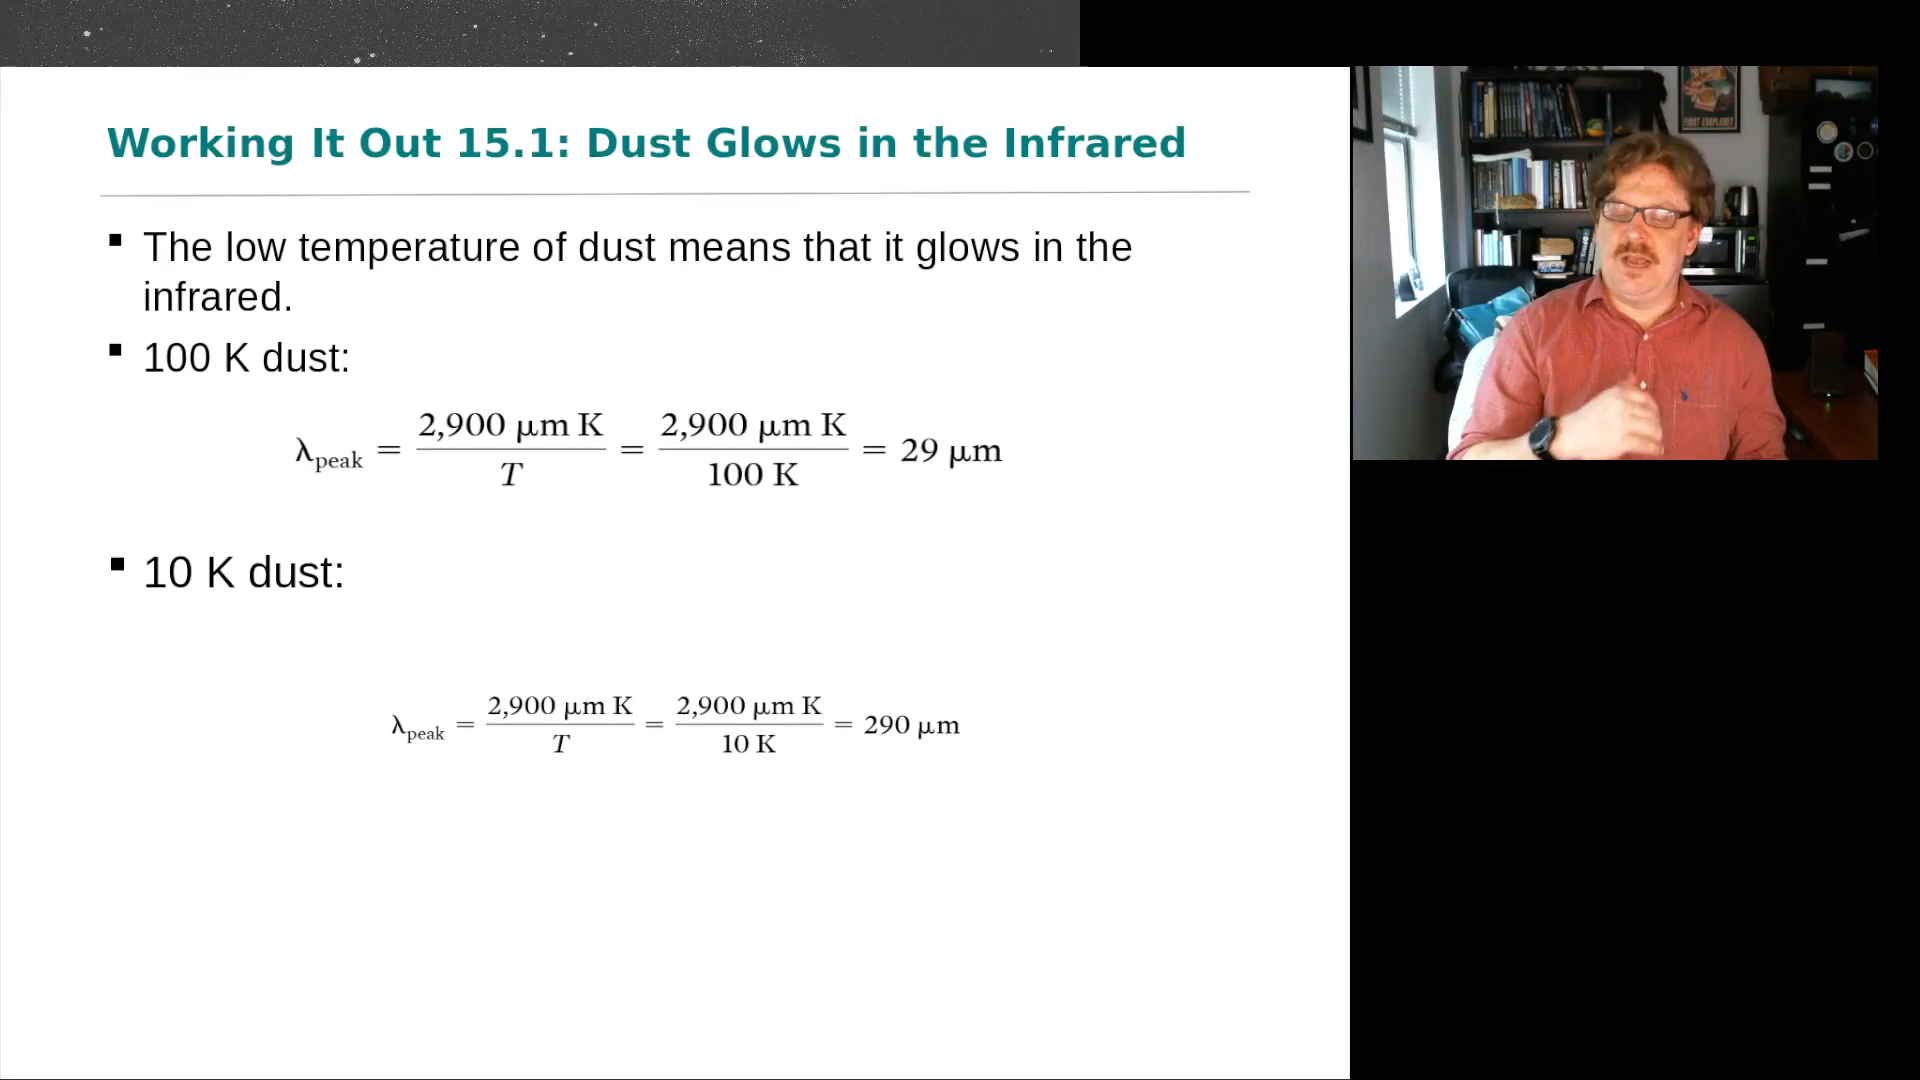 Working It Out 15.1: Dust Glows in the Infrared
▪ The low temperature of dust means that it glows in the
infrared.
▪ 100 K dust:
λpeak = 2,900 μm K / T = 2,900 μm K / 100 K = 29 μm
▪ 10 K dust:
λpeak = 2,900 μm K / T = 2,900 μm K / 10 K = 290 μm
FIRST EXOPLANET